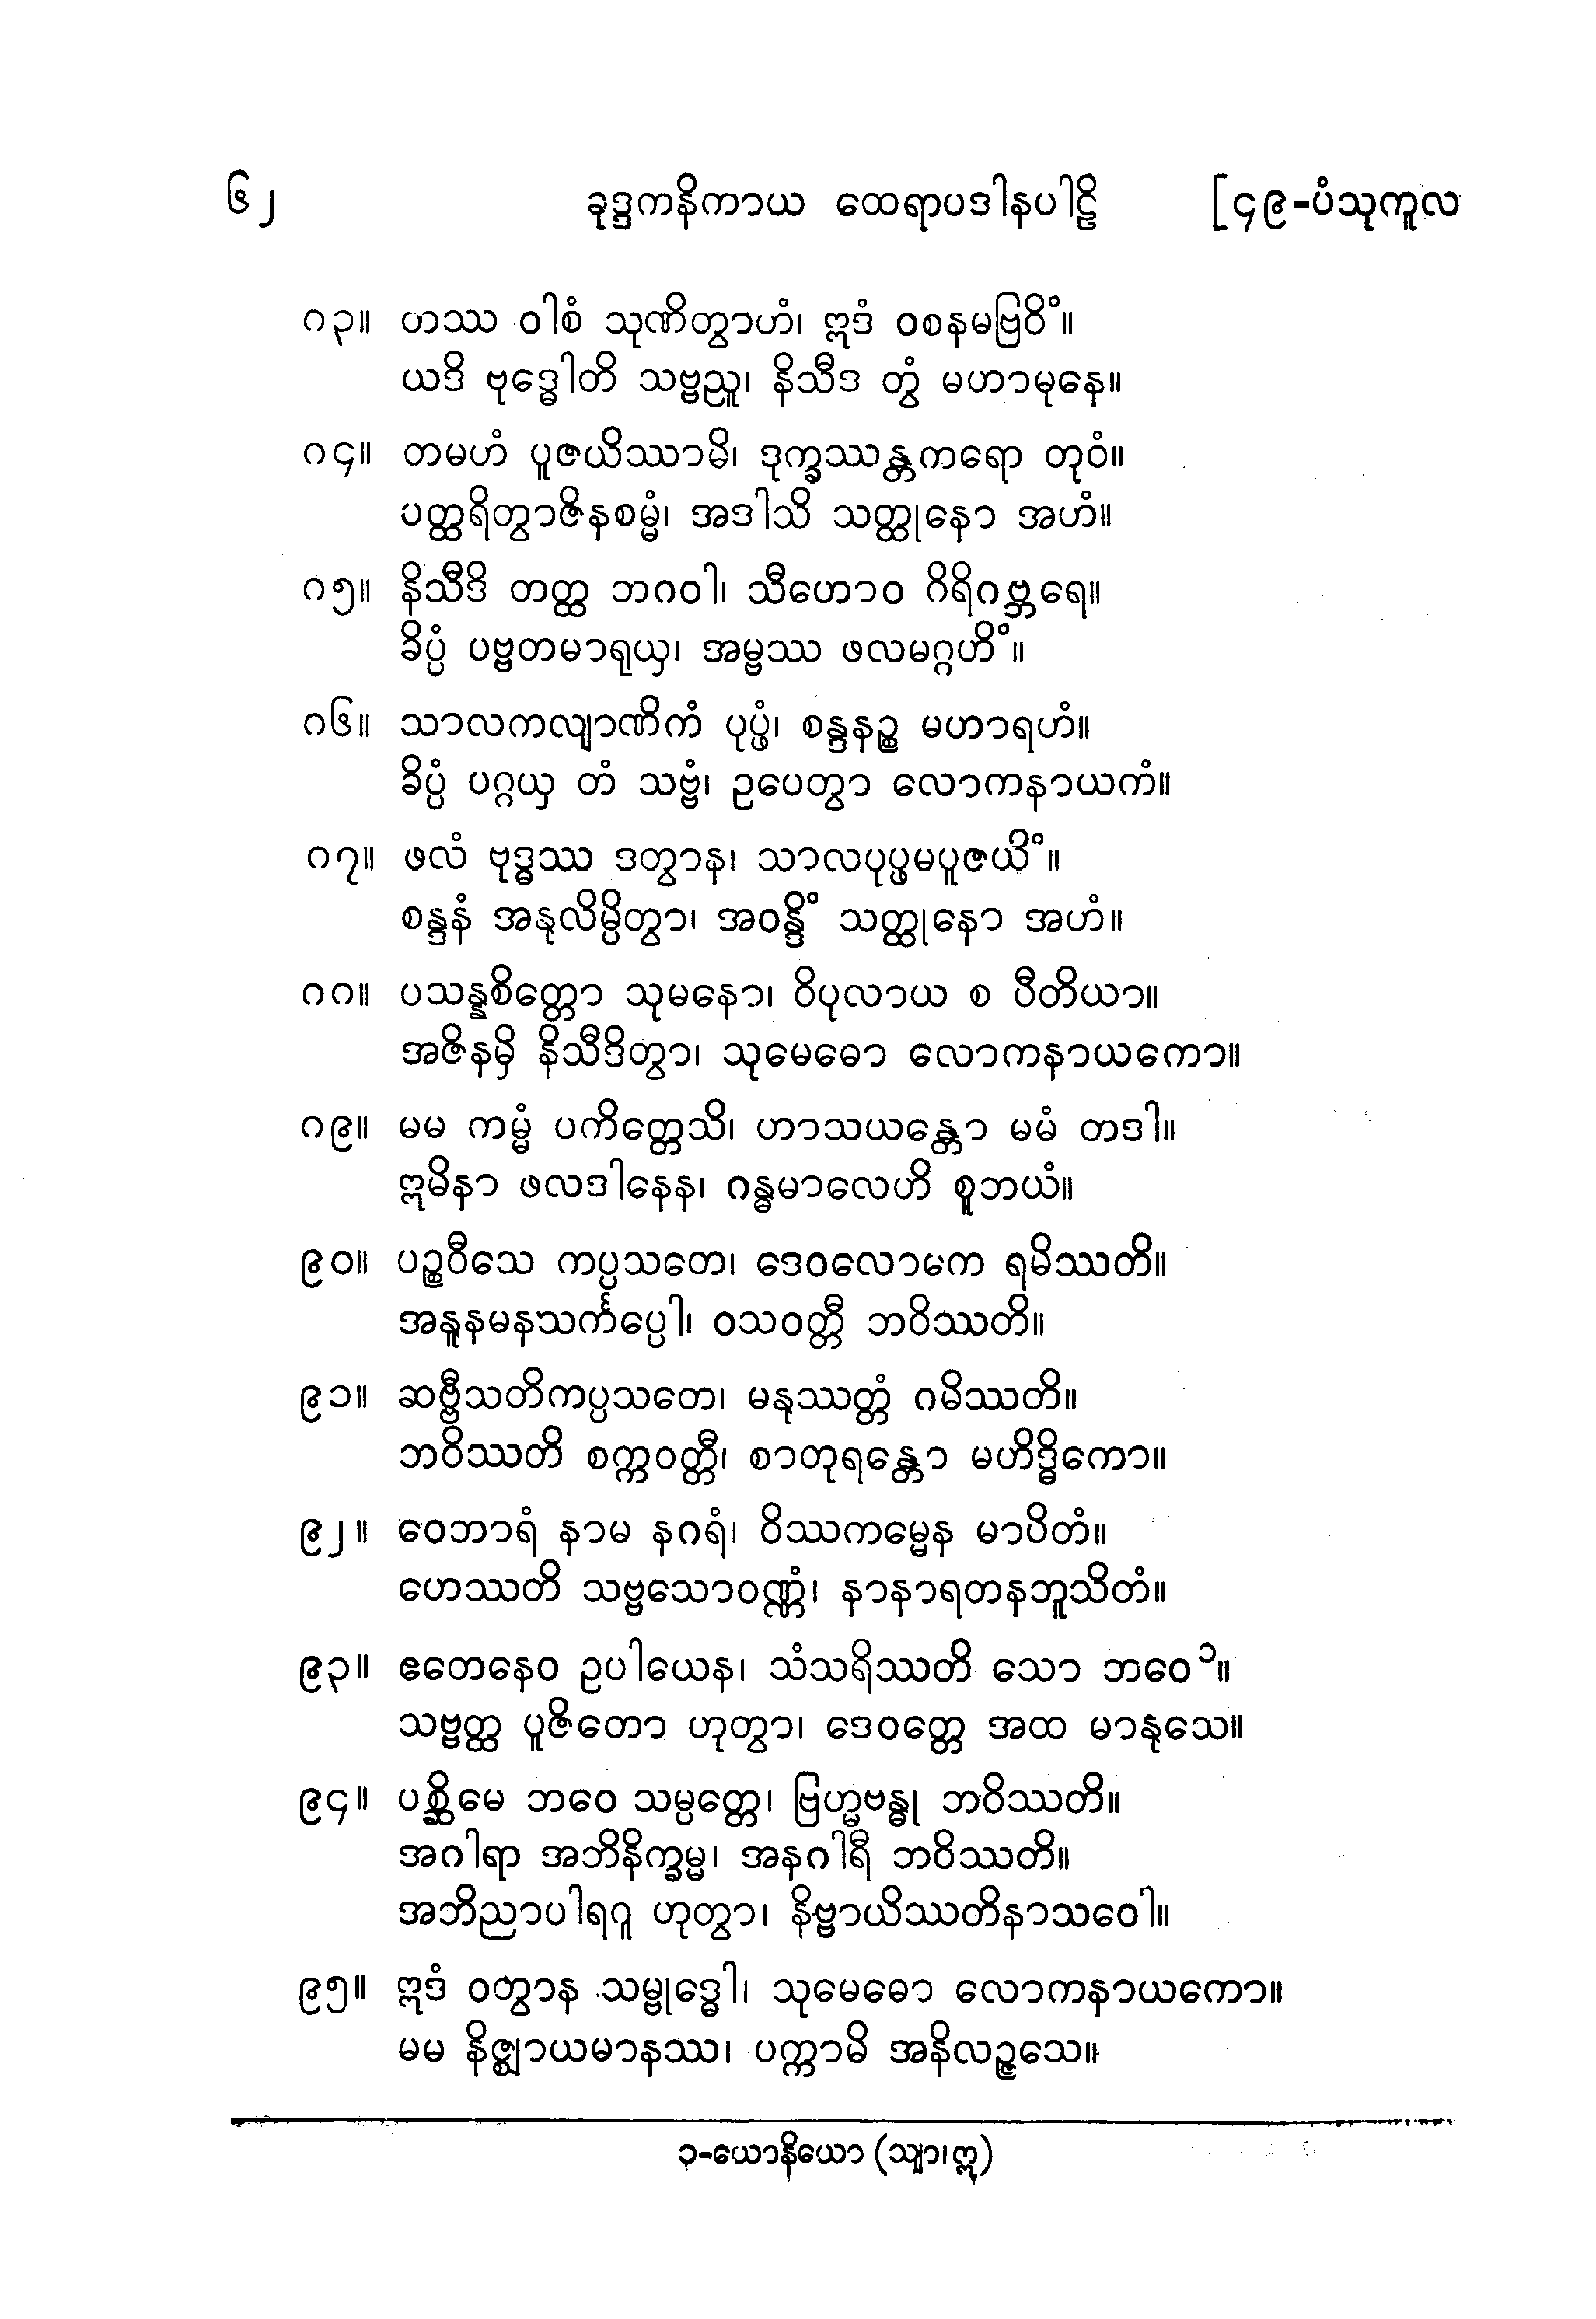 ၆၂ ခုဒ္ဒကနိကာယ ထေရာပဒါနပါဠိ [၄၉-ပံသုကူလ
၈၃။ တဿ ဝါစံ သုဏိတွာဟံ၊ ဣဒံ ဝစနမဗြဝိံ။
ယဒိ ဗုဒ္ဓေါတိ သဗ္ဗညူ၊ နိသီဒ တွံ မဟာမုနေ။
၈၄။ တမဟံ ပူဇယိဿာမိ၊ ဒုက္ခဿန္တကရော တုဝံ။
ပတ္ထရိတွာဇိနစမ္မံ၊ အဒါသိ သတ္ထုနော အဟံ။
၈၅။ နိသီဒိ တတ္ထ ဘဂဝါ၊ သီဟောဝ ဂိရိဂဗ္ဘရေ။
ခိပ္ပံ ပဗ္ဗတမာရုယှ၊ အမ္ဗဿ ဖလမဂ္ဂဟိံ။
၈၆။ သာလကလျာဏိကံ ပုပ္ဖံ၊ စန္ဒနဉ္စ မဟာရဟံ။
ခိပ္ပံ ပဂ္ဂယှ တံ သဗ္ဗံ၊ ဥပေတွာ လောကနာယကံ။
၈၇။ ဖလံ ဗုဒ္ဓဿ ဒတွာန၊ သာလပုပ္ဖမပူဇယိံ။
စန္ဒနံ အနုလိမ္ပိတွာ၊ အဝန္ဒိံ သတ္ထုနော အဟံ။
၈၈။ ပသန္နစိတ္တော သုမနော၊ ဝိပုလာယ စ ပီတိယာ။
အဇိနမှိ နိသီဒိတွာ၊ သုမေဓော လောကနာယကော။
၈၉။ မမ ကမ္မံ ပကိတ္တေသိ၊ ဟာသယန္တော မမံ တဒါ။
ဣမိနာ ဖလဒါနေန၊ ဂန္ဓမာလေဟိ စူဘယံ။
၉၀။ ပဉ္စဝီသေ ကပ္ပသတေ၊ ဒေဝလောကေ ရမိဿတိ။
အနူနမနသင်္ကပ္ပေါ၊ ဝသဝတ္တီ ဘဝိဿတိ။
၉၁။ ဆဗ္ဗီသတိကပ္ပသတေ၊ မနုဿတ္တံ ဂမိဿတိ။
ဘဝိဿတိ စက္ကဝတ္တီ၊ စာတုရန္တော မဟိဒ္ဓိကော။
၉၂။ ဝေဘာရံ နာမ နဂရံ၊ ဝိဿကမ္မေန မာပိတံ။
ဟေဿတိ သဗ္ဗသောဝဏ္ဏံ၊ နာနာရတနဘူသိတံ။
၉၃။ ဧတေနေဝ ဥပါယေန၊ သံသရိဿတိ သော ဘဝေ ၁။
သဗ္ဗတ္ထ ပူဇိတော ဟုတွာ၊ ဒေဝတ္တေ အထ မာနုသေ။
၉၄။ ပစ္ဆိမေ ဘဝေ သမ္ပတ္တေ၊ ဗြဟ္မဗန္ဓု ဘဝိဿတိ။
အဂါရာ အဘိနိက္ခမ္မ၊ အနဂါရီ ဘဝိဿတိ။
အဘိညာပါရဂူ ဟုတွာ၊ နိဗ္ဗာယိဿတိနာသဝေါ။
၉၅။ ဣဒံ ဝတွာန သမ္ဗုဒ္ဓေါ၊ သုမေဓော လောကနာယကော။
မမ နိဇ္ဈာယမာနဿ၊ ပက္ကာမိ အနိလဉ္ဇသေ။
၁-ယောနိယော (သျာ၊ဣ)